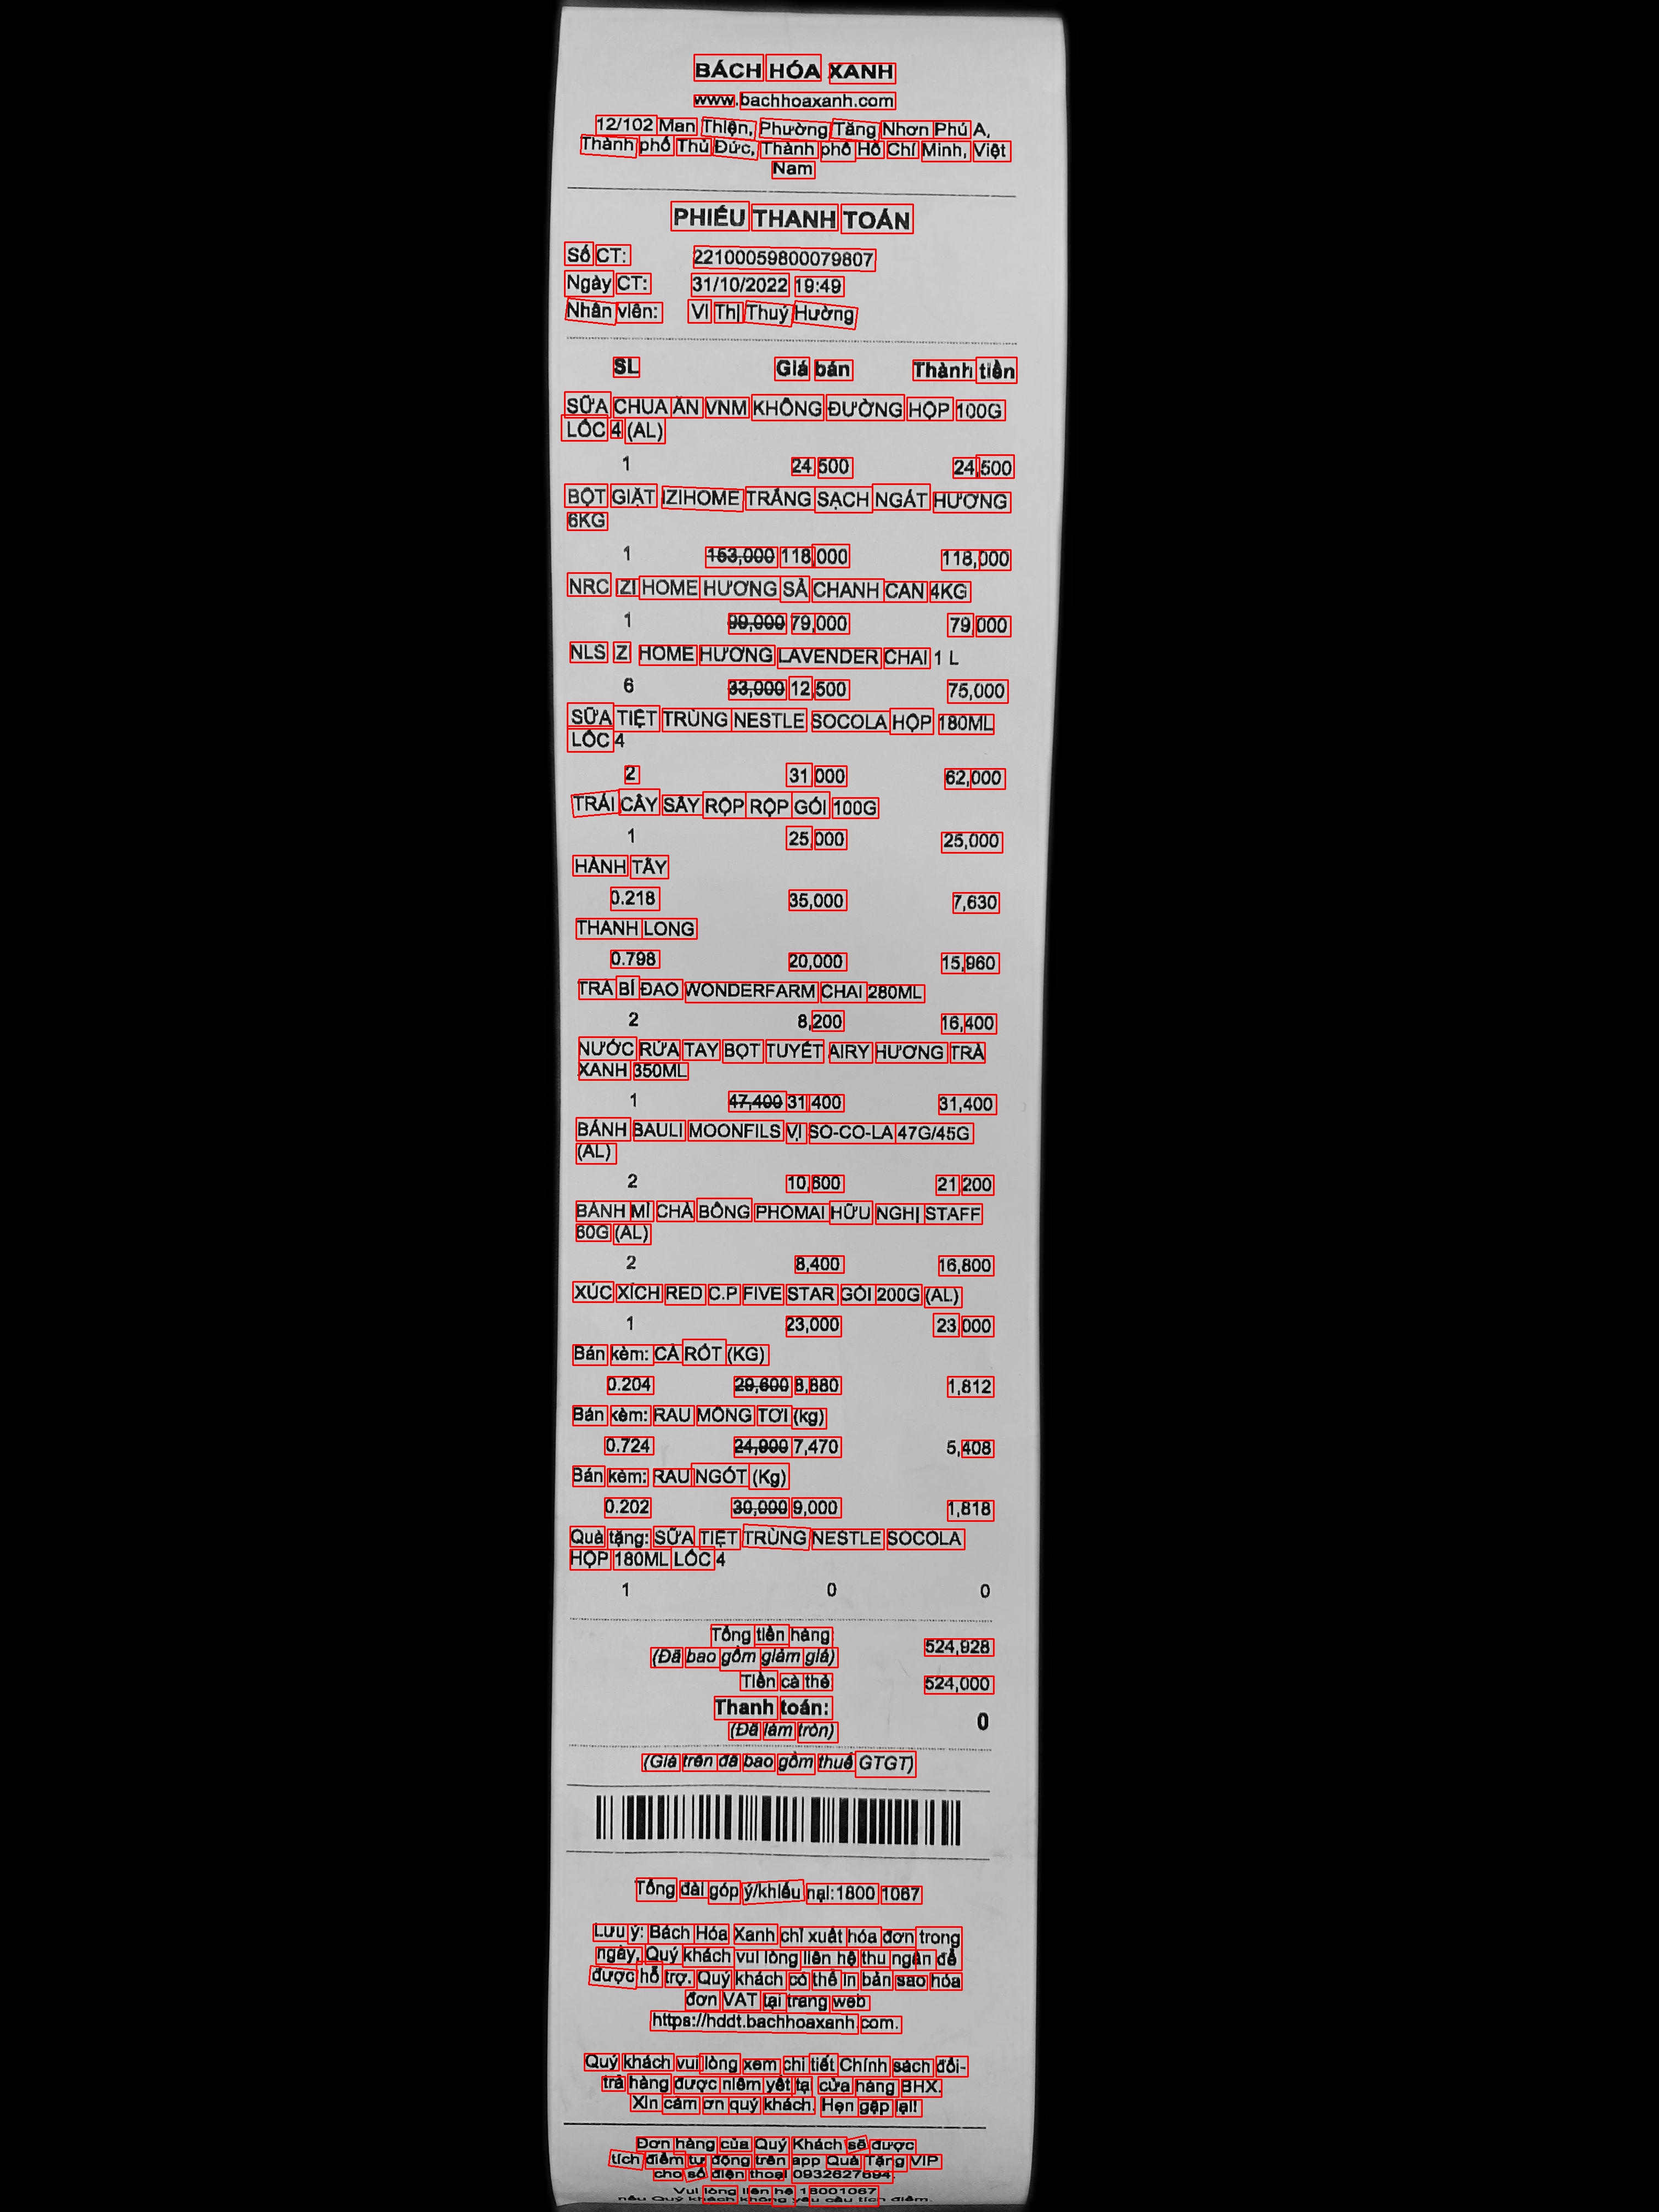 BÁCH HÓA XANH
www.bachhoaxanh.com
12/102 Man Thiện, Phường Tăng Nhơn Phú A,
Thành phố Thủ Đức, Thành phố Hồ Chí Minh, Việt
Nam
PHIẾU THANH TOÁN
Số CT: 22100059800079807
Ngày CT: 31/10/2022 19:49
Nhân viên: Vi Thị Thuý Hường
SL Giá bán Thành tiền
SỮA CHUA ĂN VNM KHÔNG ĐƯỜNG HỘP 100G
LỐC 4 (AL)
1 24,500 24,500
BỘT GIẶT IZIHOME TRẮNG SẠCH NGÁT HƯƠNG
6KG
1 153,000 118,000 118,000
NRC IZI HOME HƯƠNG SẢ CHANH CAN 4KG
1 99,000 79,000 79,000
NLS IZI HOME HƯƠNG LAVENDER CHAI 1 L
6 33,000 12,500 75,000
SỮA TIỆT TRÙNG NESTLE SOCOLA HỘP 180ML
LỐC 4
2 31,000 62,000
TRÁI CÂY SẤY RỘP RỘP GÓI 100G
1 25,000 25,000
HÀNH TÂY
0.218 35,000 7,630
THANH LONG
0.798 20,000 15,960
TRÀ BÍ ĐAO WONDERFARM CHAI 280ML
2 8,200 16,400
NƯỚC RỬA TAY BỌT TUYẾT AIRY HƯƠNG TRÀ
XANH 350ML
1 47,400 31,400 31,400
BÁNH BAULI MOONFILS VỊ SO-CO-LA 47G/45G
(AL)
2 10,600 21,200
BÁNH MÌ CHÀ BÔNG PHOMAI HỮU NGHỊ STAFF
60G (AL)
2 8,400 16,800
XÚC XÍCH RED C.P FIVE STAR GÓI 200G (AL)
1 23,000 23,000
Bán kèm: CÀ RỐT (KG)
0.204 29,600 8,880 1,812
Bán kèm: RAU MỒNG TƠI (kg)
0.724 24,900 7,470 5,408
Bán kèm: RAU NGÓT (Kg)
0.202 30,000 9,000 1,818
Quà tặng: SỮA TIỆT TRÙNG NESTLE SOCOLA
HỘP 180ML LỐC 4
1 0 0
Tổng tiền hàng 524,928
(Đã bao gồm giảm giá)
Tiền cà thẻ 524,000
Thanh toán: 0
(Đã làm tròn)
(Giá trên đã bao gồm thuế GTGT)
Tổng đài góp ý/khiếu nại:1800 1067
Lưu ý: Bách Hóa Xanh chỉ xuất hóa đơn trong
ngày, Quý khách vui lòng liên hệ thu ngân để
được hỗ trợ. Quý khách có thể in bản sao hóa
đơn VAT tại trang web
https://hddt.bachhoaxanh.com.
Quý khách vui lòng xem chi tiết Chính sách đổi-
trả hàng được niêm yết tại cửa hàng BHX.
Xin cám ơn quý khách. Hẹn gặp lại!
Đơn hàng của Quý Khách sẽ được
tích điểm tự động trên app Quà Tặng VIP
cho số điện thoại 0932627694.
Vui lòng liên hệ 18001067
nếu Quý khách không yêu cầu tích điểm.